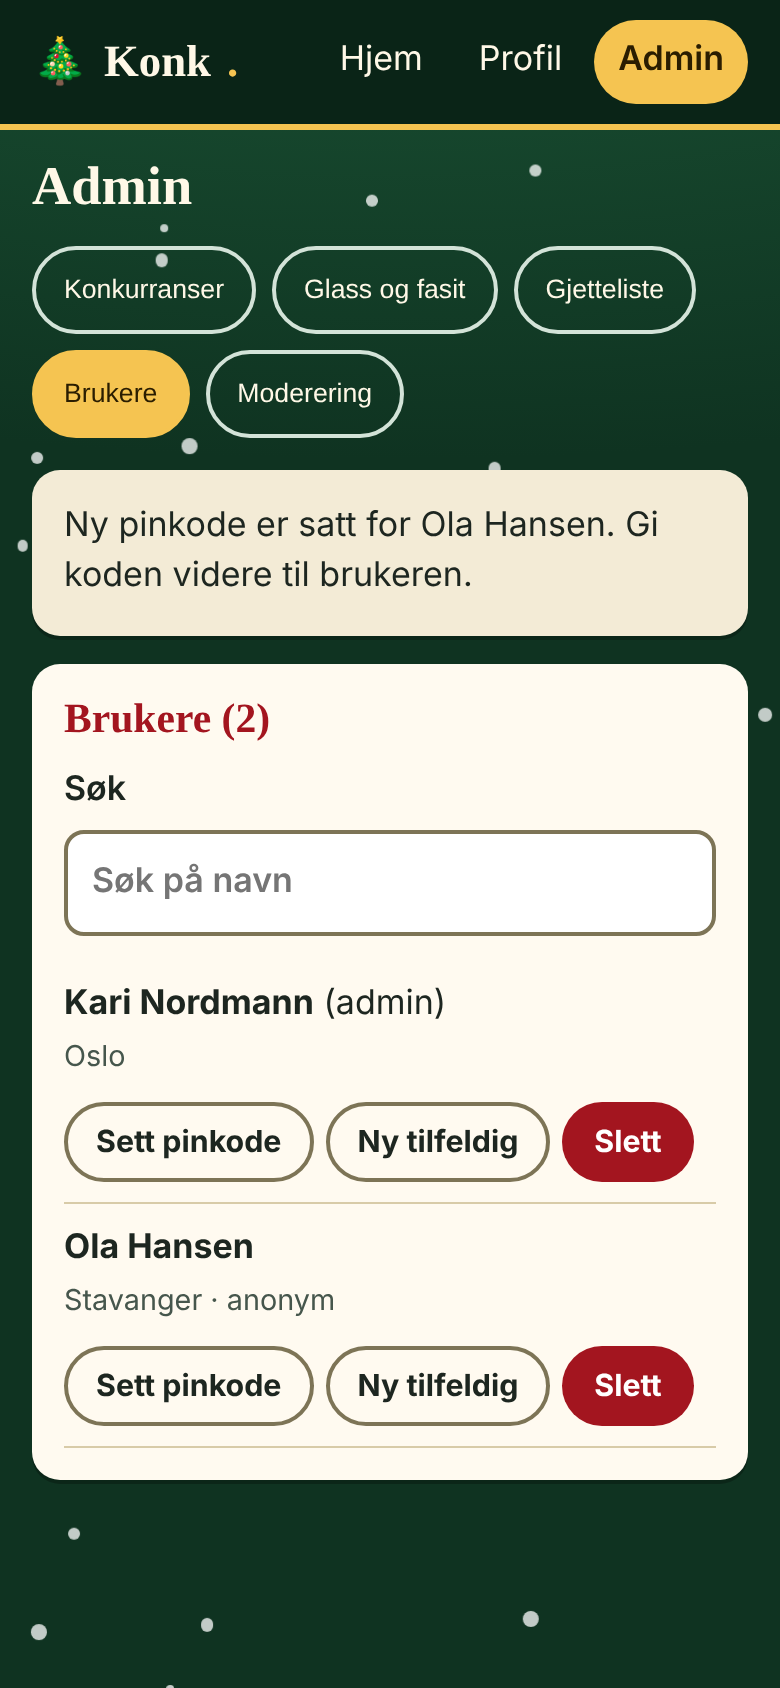 Konk .
Hjem Profil Admin
Admin
Konkurranser Glass og fasit Gjetteliste
Brukere Moderering
Ny pinkode er satt for Ola Hansen. Gi
koden videre til brukeren.
Brukere (2)
Søk
Søk på navn
Kari Nordmann (admin)
Oslo
Sett pinkode Ny tilfeldig Slett
Ola Hansen
Stavanger · anonym
Sett pinkode Ny tilfeldig Slett